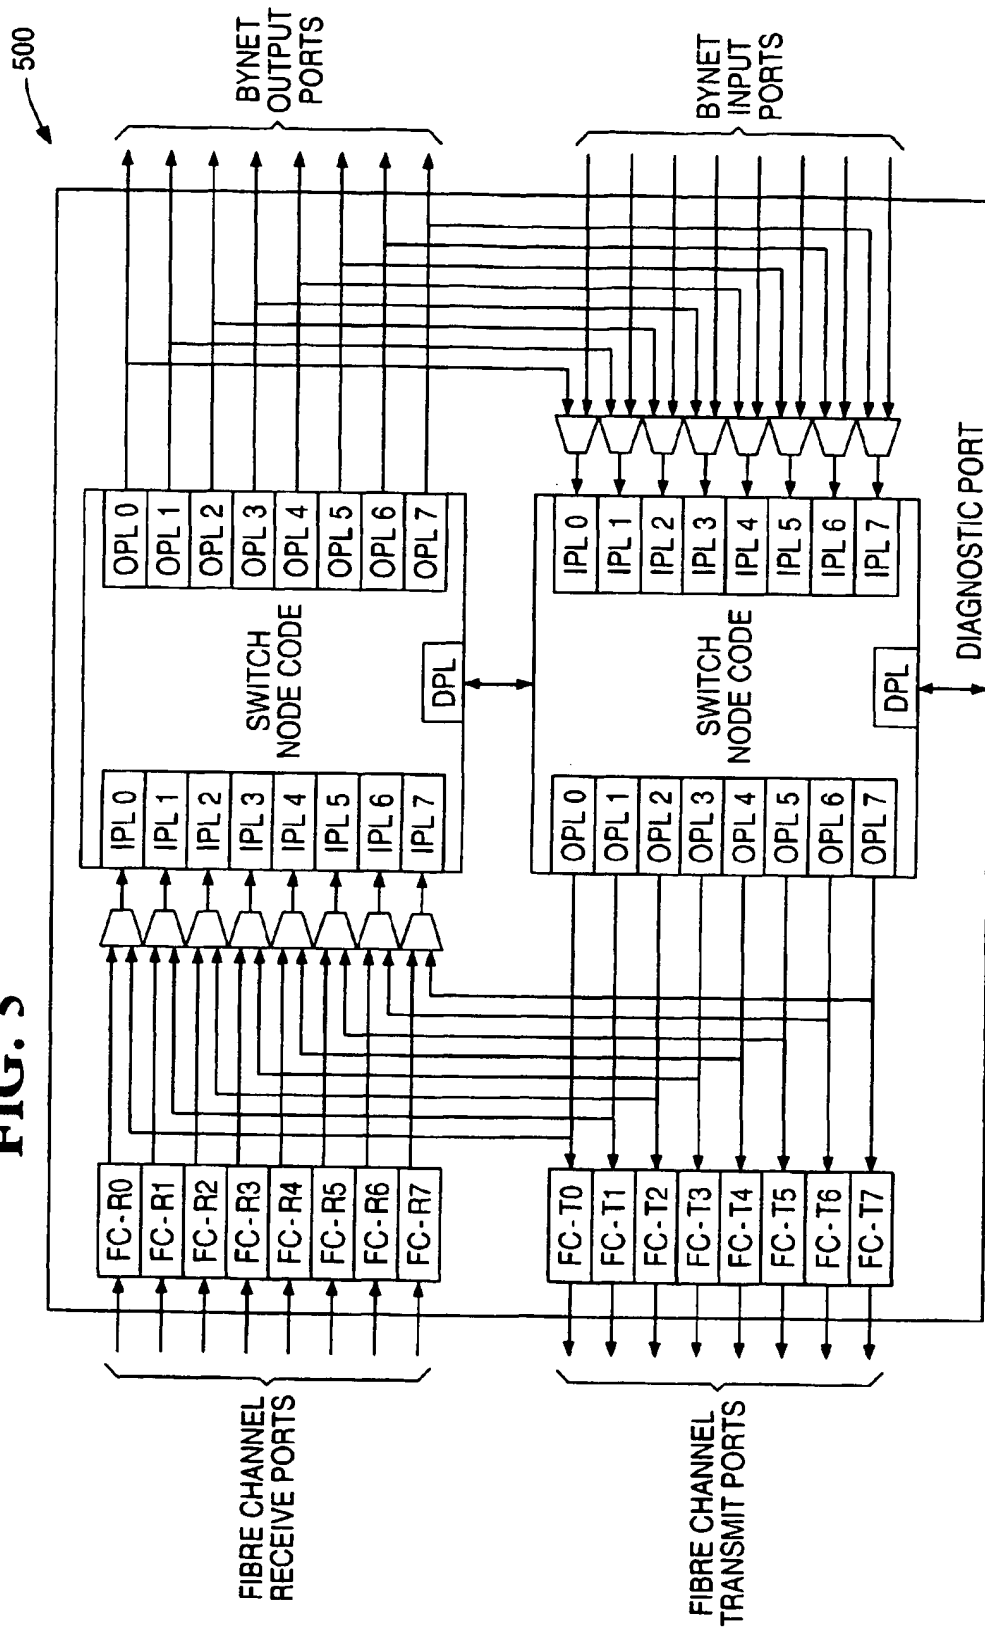 FIG. 5
500
FIBRE CHANNEL
RECEIVE PORTS
FC-R0
FC-R1
FC-R2
FC-R3
FC-R4
FC-R5
FC-R6
FC-R7
IPL 0
IPL 1
IPL 2
IPL 3
IPL 4
IPL 5
IPL 6
IPL 7
SWITCH
NODE CODE
DPL
OPL 0
OPL 1
OPL 2
OPL 3
OPL 4
OPL 5
OPL 6
OPL 7
BYNET
OUTPUT
PORTS
FIBRE CHANNEL
TRANSMIT PORTS
FC-T0
FC-T1
FC-T2
FC-T3
FC-T4
FC-T5
FC-T6
FC-T7
OPL 0
OPL 1
OPL 2
OPL 3
OPL 4
OPL 5
OPL 6
OPL 7
SWITCH
NODE CODE
DPL
IPL 0
IPL 1
IPL 2
IPL 3
IPL 4
IPL 5
IPL 6
IPL 7
BYNET
INPUT
PORTS
DIAGNOSTIC PORT